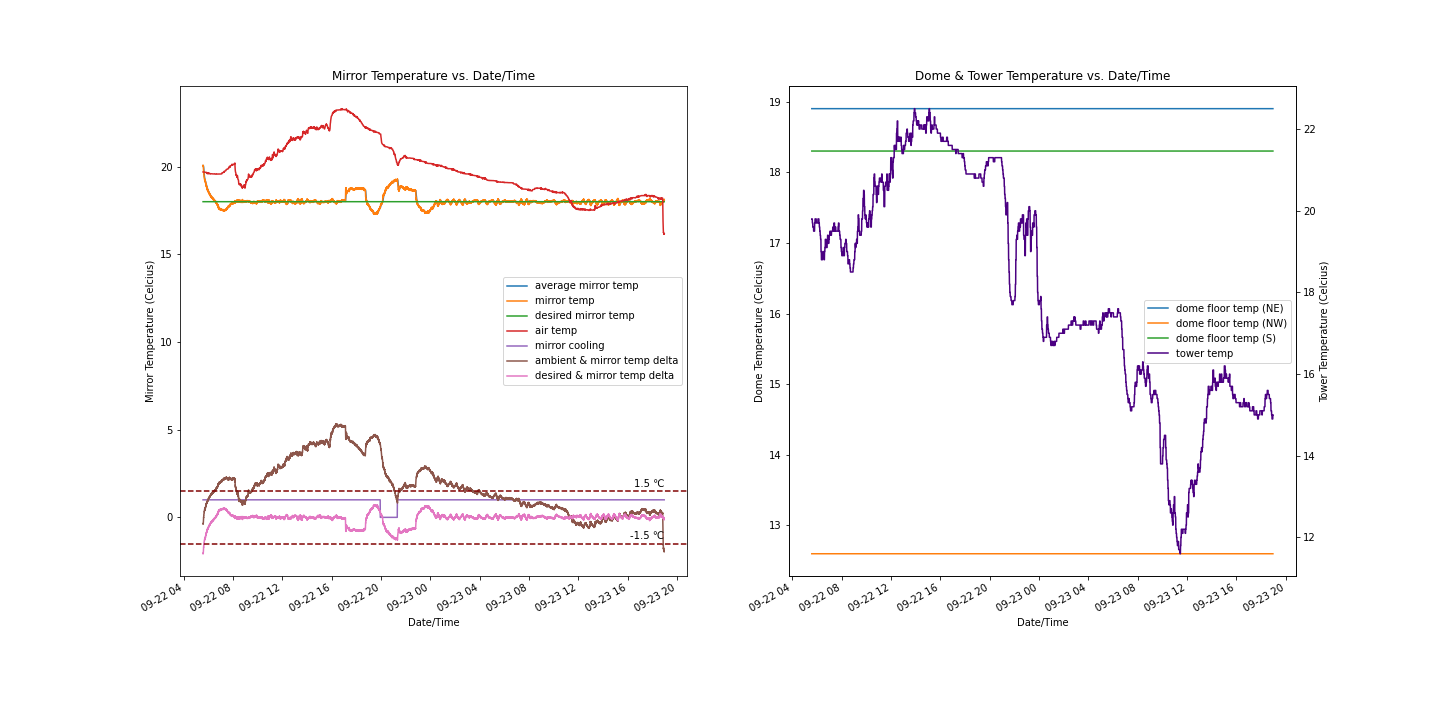 Mirror Temperature vs. Date/Time
Mirror Temperature (Celcius)
20
15
10
5
0
average mirror temp
mirror temp
desired mirror temp
air temp
mirror cooling
ambient & mirror temp delta
desired & mirror temp delta
1.5 °C
-1.5 °C
09-22 04
09-22 08
09-22 12
09-22 16
09-22 20
09-23 00
09-23 04
09-23 08
09-23 12
09-23 16
09-23 20
Date/Time
Dome & Tower Temperature vs. Date/Time
Dome Temperature (Celcius)
19
18
17
16
15
14
13
dome floor temp (NE)
dome floor temp (NW)
dome floor temp (S)
tower temp
22
20
18
16
14
12
Tower Temperature (Celcius)
09-22 04
09-22 08
09-22 12
09-22 16
09-22 20
09-23 00
09-23 04
09-23 08
09-23 12
09-23 16
09-23 20
Date/Time